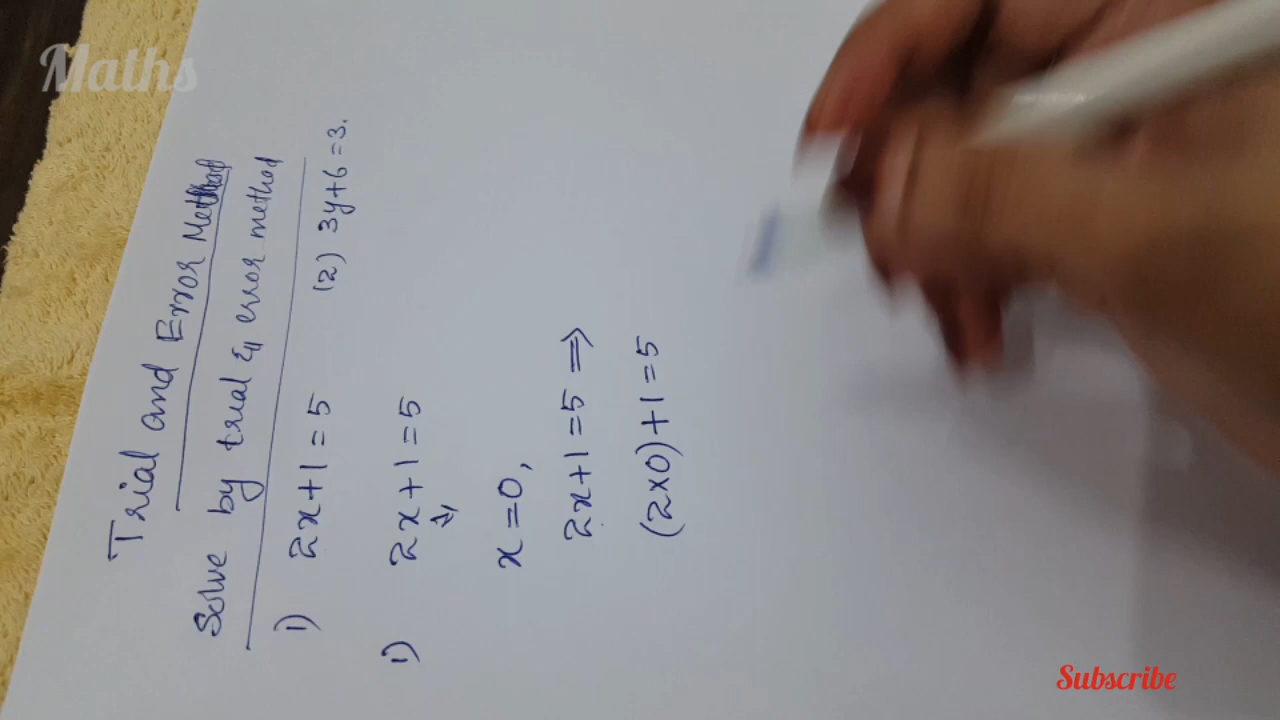 Maths
Trial and Error Method
Solve by trial & error method
1) 2x+1=5 (2) 3y+6=3.
1) 2x+1=5
x=0,
2x+1=5 ⇒
(2×0)+1=5
Subscribe